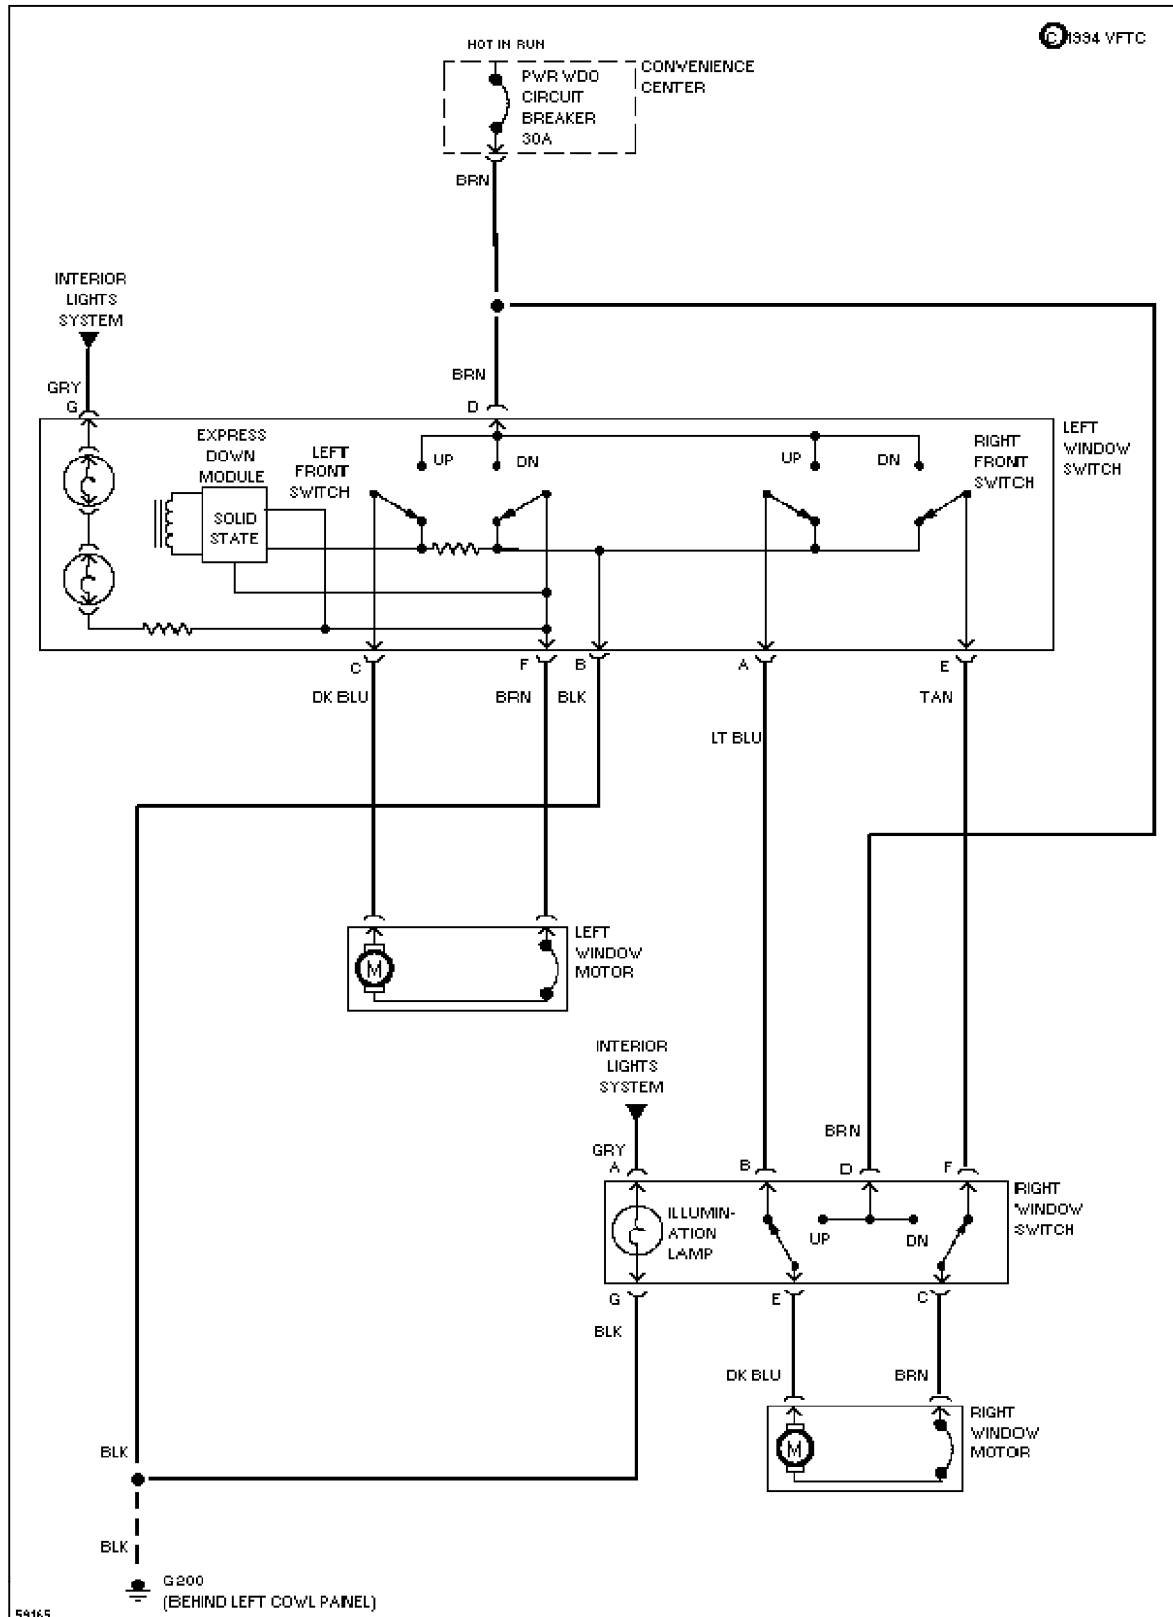 HOT IN RUN
© 1994 VFTC
PWR WDO
CIRCUIT
BREAKER
30A
CONVENIENCE
CENTER
BRN
INTERIOR
LIGHTS
SYSTEM
GRY
G
BRN
D
EXPRESS
DOWN
MODULE
SOLID
STATE
LEFT
FRONT
SWITCH
UP
DN
UP
DN
RIGHT
FRONT
SWITCH
LEFT
WINDOW
SWITCH
C
F
B
A
E
DK BLU
BRN
BLK
LT BLU
TAN
M
LEFT
WINDOW
MOTOR
INTERIOR
LIGHTS
SYSTEM
GRY
A
B
BRN
D
F
ILLUMIN-
ATION
LAMP
UP
DN
RIGHT
WINDOW
SWITCH
G
E
C
BLK
DK BLU
BRN
M
RIGHT
WINDOW
MOTOR
BLK
BLK
G200
(BEHIND LEFT COWL PANEL)
59165